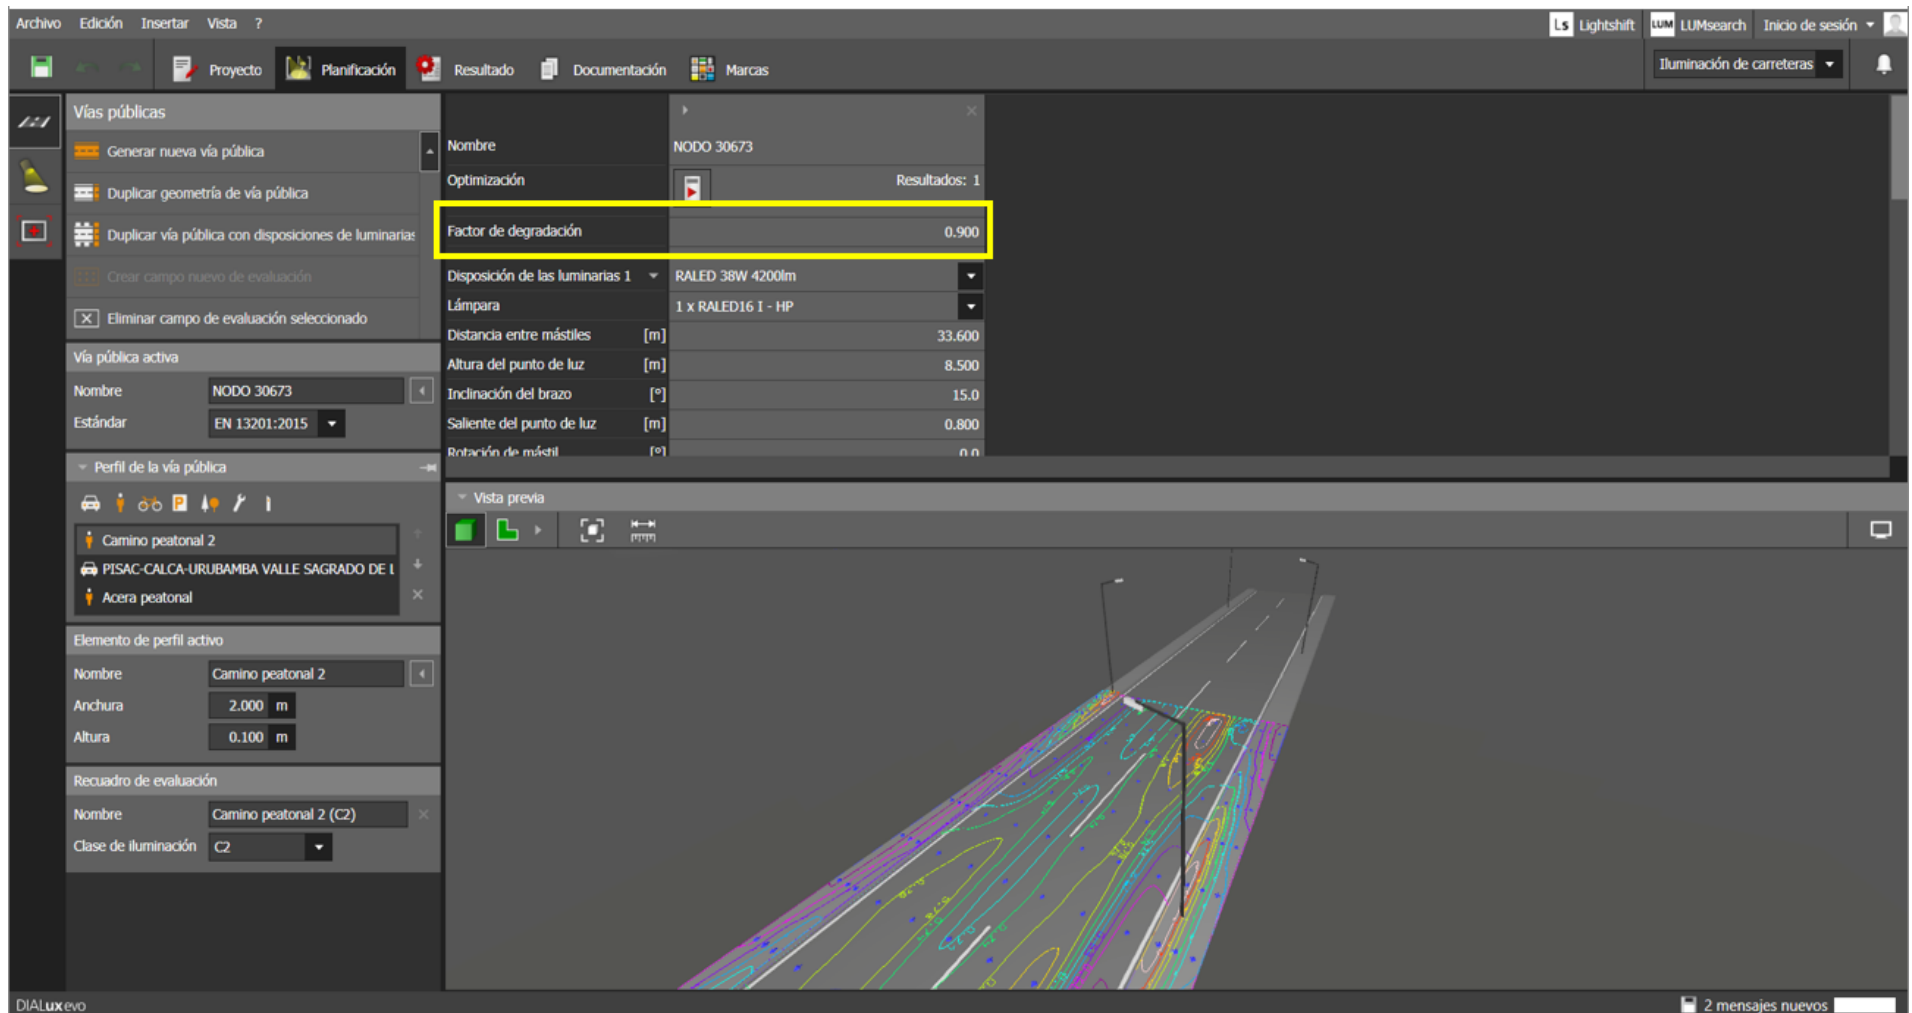 Archivo Edición Insertar Vista ? Ls Lightshift LUM LUMsearch Inicio de sesión
Proyecto Planificación Resultado Documentación Marcas Iluminación de carreteras
Vías públicas
Generar nueva vía pública
Duplicar geometría de vía pública
Duplicar vía pública con disposiciones de luminarias
Crear campo nuevo de evaluación
Eliminar campo de evaluación seleccionado
Vía pública activa
Nombre NODO 30673
Estándar EN 13201:2015
Perfil de la vía pública
Camino peatonal 2
PISAC-CALCA-URUBAMBA VALLE SAGRADO DE L
Acera peatonal
Elemento de perfil activo
Nombre Camino peatonal 2
Anchura 2.000 m
Altura 0.100 m
Recuadro de evaluación
Nombre Camino peatonal 2 (C2)
Clase de iluminación C2
Nombre NODO 30673
Optimización Resultados: 1
Factor de degradación 0.900
Disposición de las luminarias 1 RALED 38W 4200lm
Lámpara 1 x RALED16 I - HP
Distancia entre mástiles [m] 33.600
Altura del punto de luz [m] 8.500
Inclinación del brazo [°] 15.0
Saliente del punto de luz [m] 0.800
Rotación de mástil [°] 0.0
Vista previa
DIALux evo 2 mensajes nuevos